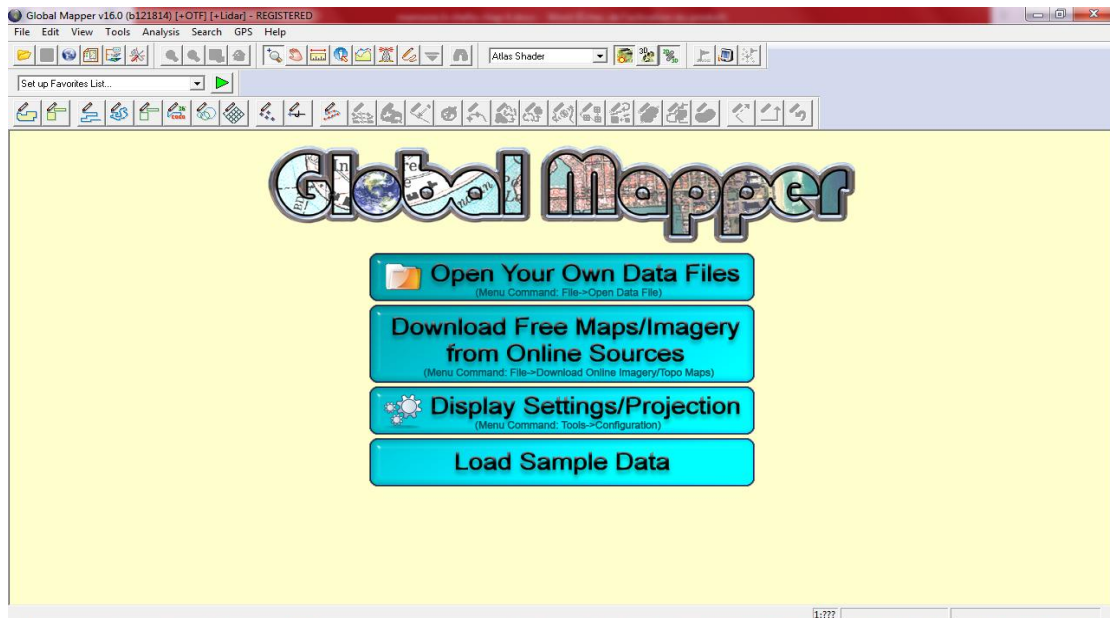 Global Mapper v16.0 (b121814) [+OTF] [+Lidar] - REGISTERED
File Edit View Tools Analysis Search GPS Help
Atlas Shader
Set up Favorites List...
Global Mapper
Open Your Own Data Files
(Menu Command: File->Open Data File)
Download Free Maps/Imagery
from Online Sources
(Menu Command: File->Download Online Imagery/Topo Maps)
Display Settings/Projection
(Menu Command: Tools->Configuration)
Load Sample Data
1:???